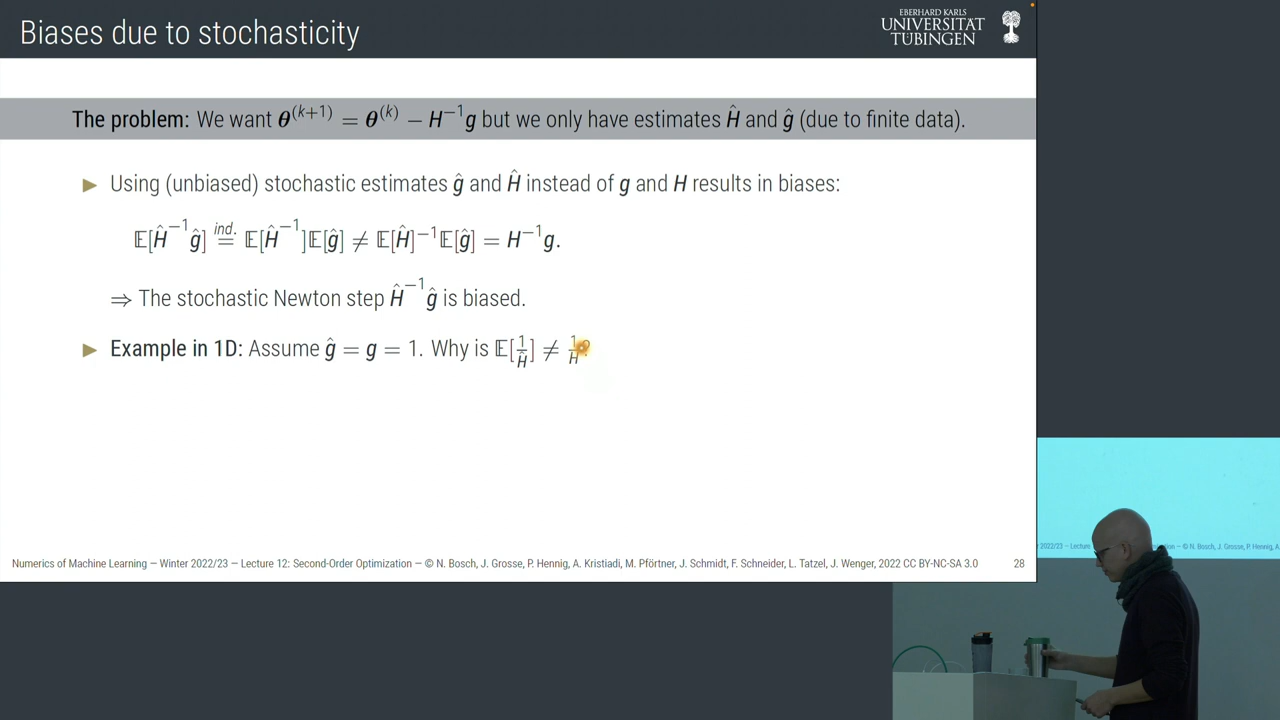 Biases due to stochasticity
EBERHARD KARLS
UNIVERSITÄT
TÜBINGEN
The problem: We want θ^(k+1) = θ^(k) − H^−1 g but we only have estimates Ĥ and ĝ (due to finite data).
▶ Using (unbiased) stochastic estimates ĝ and Ĥ instead of g and H results in biases:
𝔼[Ĥ^−1 ĝ] =^ind. 𝔼[Ĥ^−1]𝔼[ĝ] ≠ 𝔼[Ĥ]^−1 𝔼[ĝ] = H^−1 g.
⇒ The stochastic Newton step Ĥ^−1 ĝ is biased.
▶ Example in 1D: Assume ĝ = g = 1. Why is 𝔼[1/Ĥ] ≠ 1/H?
Numerics of Machine Learning — Winter 2022/23 — Lecture 12: Second-Order Optimization — © N. Bosch, J. Grosse, P. Hennig, A. Kristiadi, M. Pförtner, J. Schmidt, F. Schneider, L. Tatzel, J. Wenger, 2022 CC BY-NC-SA 3.0
28